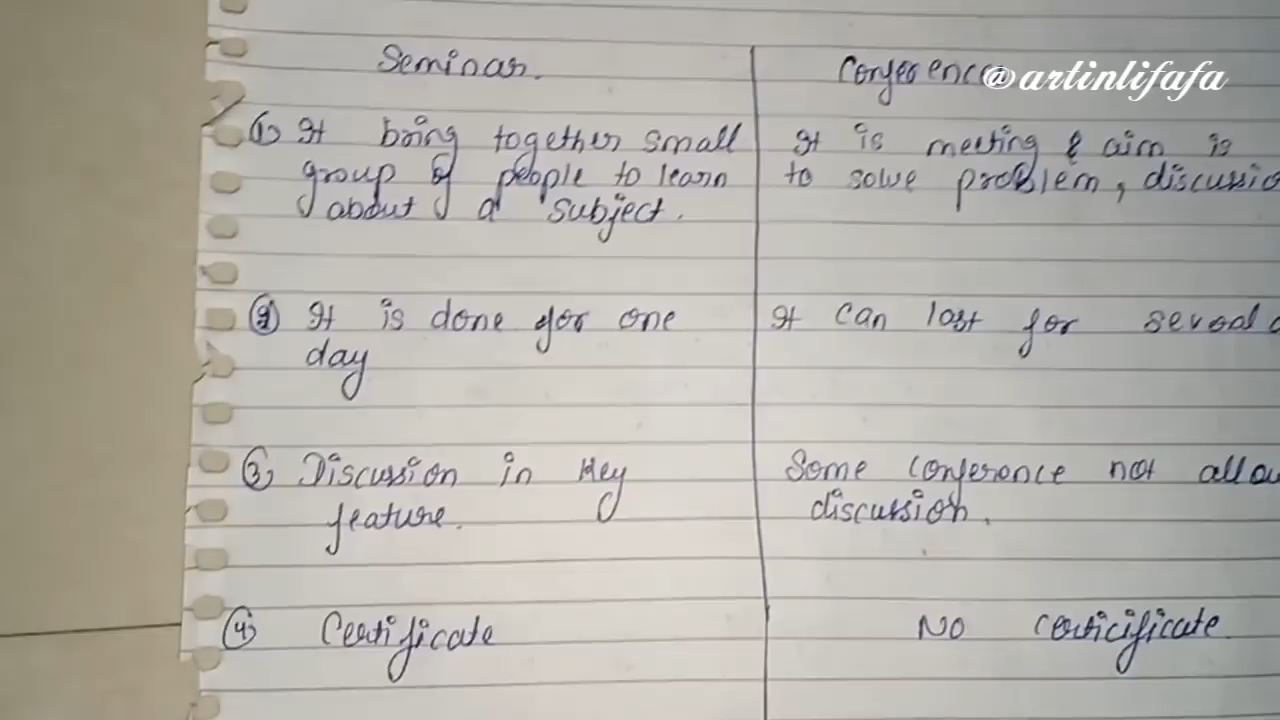 Seminar. Conference
@artinlifafa
(1) It bring together small It is meeting & aim is
group of people to learn to solve problem, discussio
about a subject.
(2) It is done for one It can last for sevral
day
(3) Discussion in key Some conference not allow
feature. discussion.
(4) Certificate No certicificate